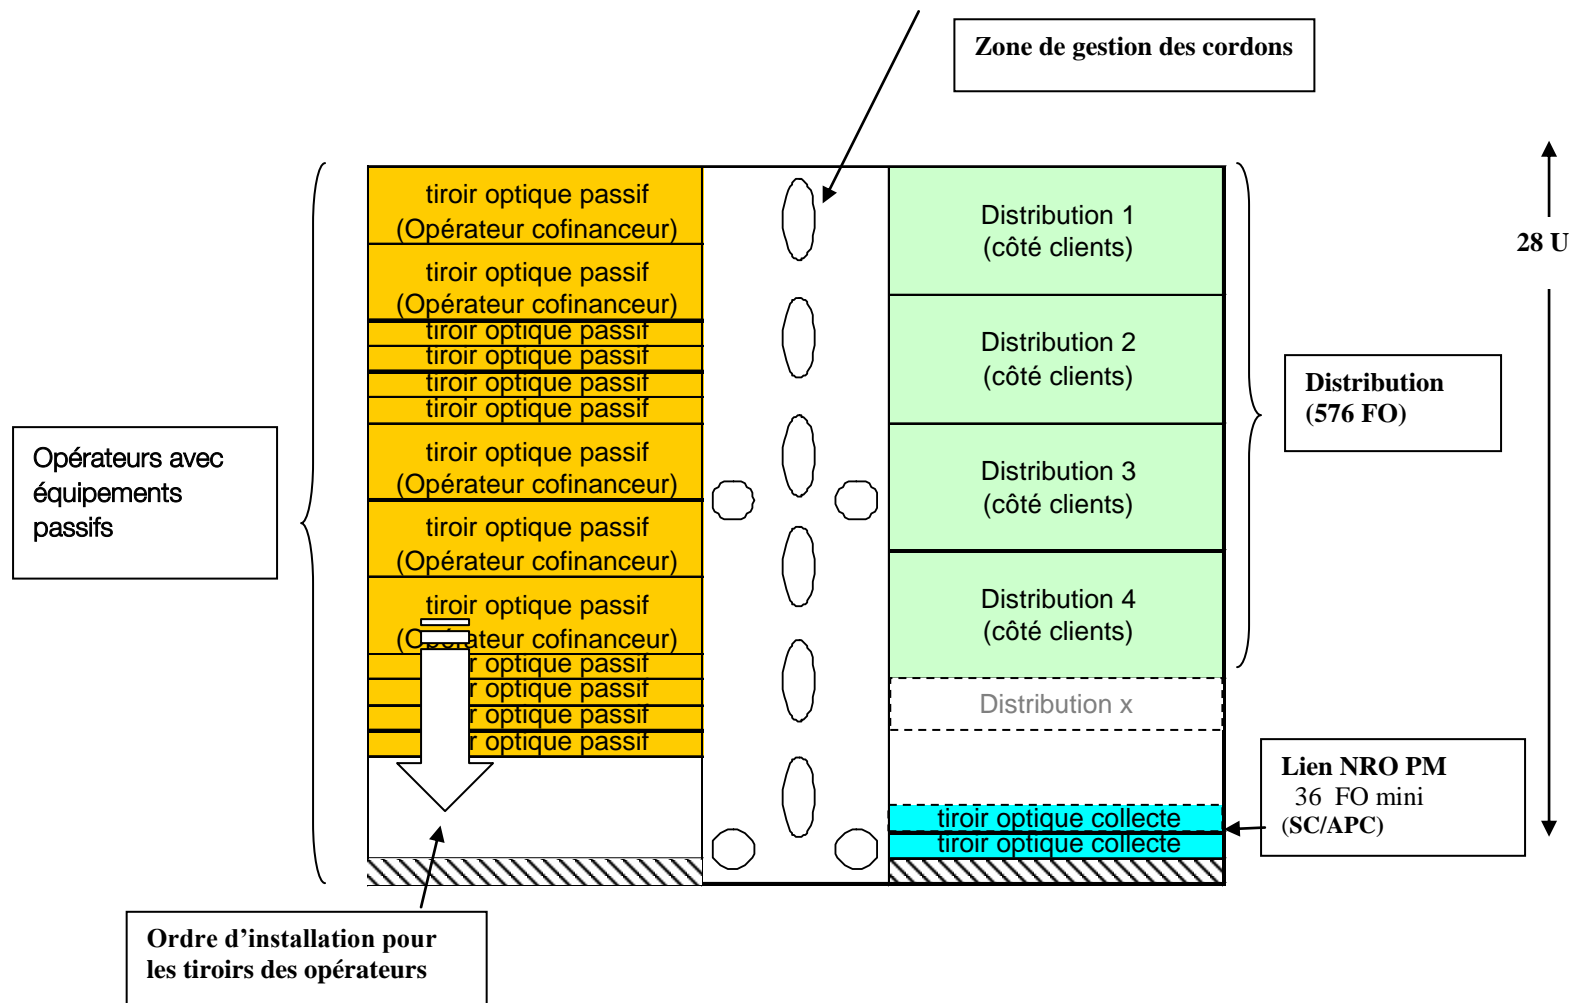 Zone de gestion des cordons
tiroir optique passif
(Opérateur cofinanceur)
tiroir optique passif
(Opérateur cofinanceur)
tiroir optique passif
tiroir optique passif
tiroir optique passif
tiroir optique passif
tiroir optique passif
(Opérateur cofinanceur)
tiroir optique passif
(Opérateur cofinanceur)
tiroir optique passif
(Opérateur cofinanceur)
r optique passif
r optique passif
r optique passif
r optique passif
Distribution 1
(côté clients)
Distribution 2
(côté clients)
Distribution 3
(côté clients)
Distribution 4
(côté clients)
Distribution x
tiroir optique collecte
tiroir optique collecte
28 U
Distribution
(576 FO)
Lien NRO PM
36 FO mini
(SC/APC)
Opérateurs avec
équipements
passifs
Ordre d’installation pour
les tiroirs des opérateurs